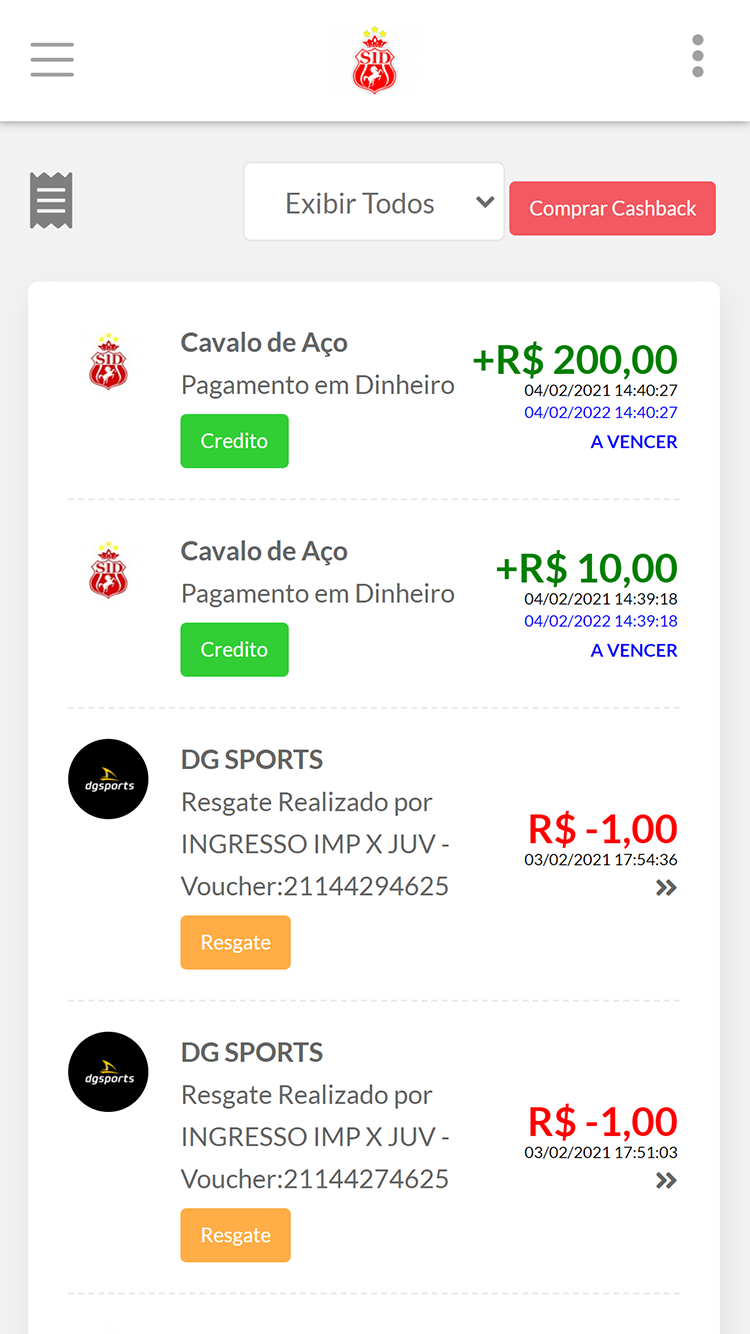 SID
Exibir Todos
Comprar Cashback
SID
Cavalo de Aço
+R$ 200,00
Pagamento em Dinheiro
04/02/2021 14:40:27
04/02/2022 14:40:27
Credito
A VENCER
SID
Cavalo de Aço
+R$ 10,00
Pagamento em Dinheiro
04/02/2021 14:39:18
04/02/2022 14:39:18
Credito
A VENCER
dgsports
DG SPORTS
Resgate Realizado por
INGRESSO IMP X JUV -
Voucher:21144294625
R$ -1,00
03/02/2021 17:54:36
Resgate
dgsports
DG SPORTS
Resgate Realizado por
INGRESSO IMP X JUV -
Voucher:21144274625
R$ -1,00
03/02/2021 17:51:03
Resgate